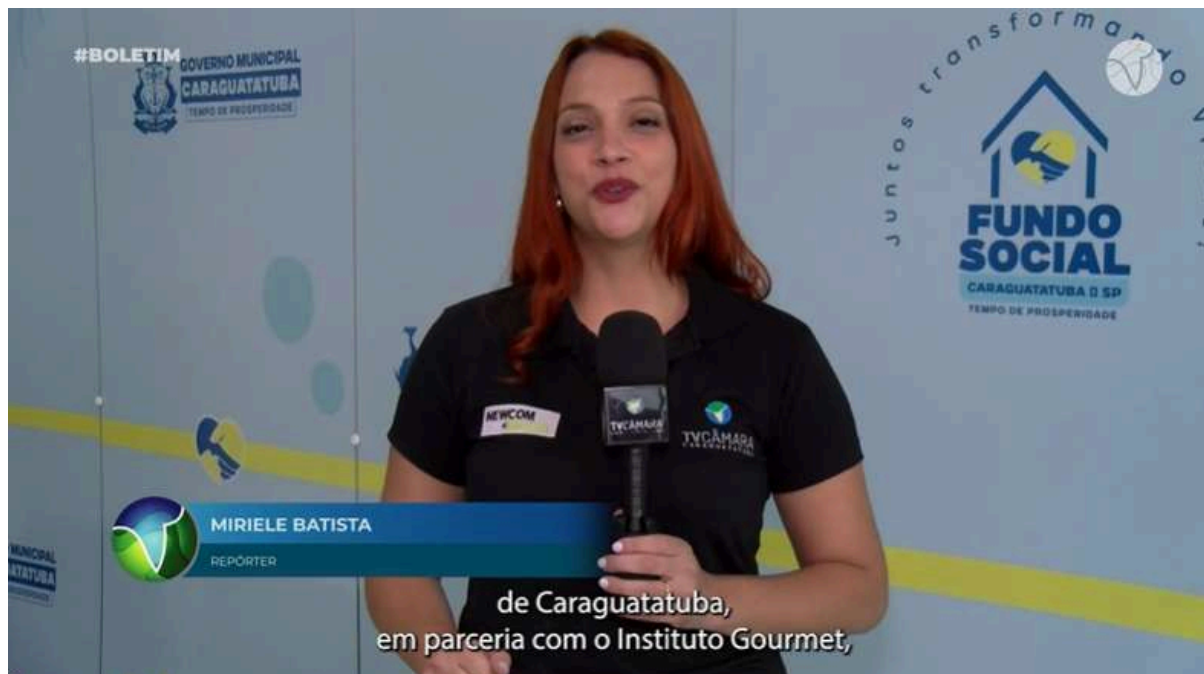 #BOLETIM
GOVERNO MUNICIPAL
CARAGUATATUBA
TEMPO DE PROSPERIDADE
Juntos transformando
FUNDO
SOCIAL
CARAGUATATUBA SP
TEMPO DE PROSPERIDADE
NEWCOM
TVCÂMARA
TVCÂMARA
CARAGUATATUBA
MIRIELE BATISTA
REPÓRTER
MUNICIPAL
ATATUBA
de Caraguatatuba,
em parceria com o Instituto Gourmet,